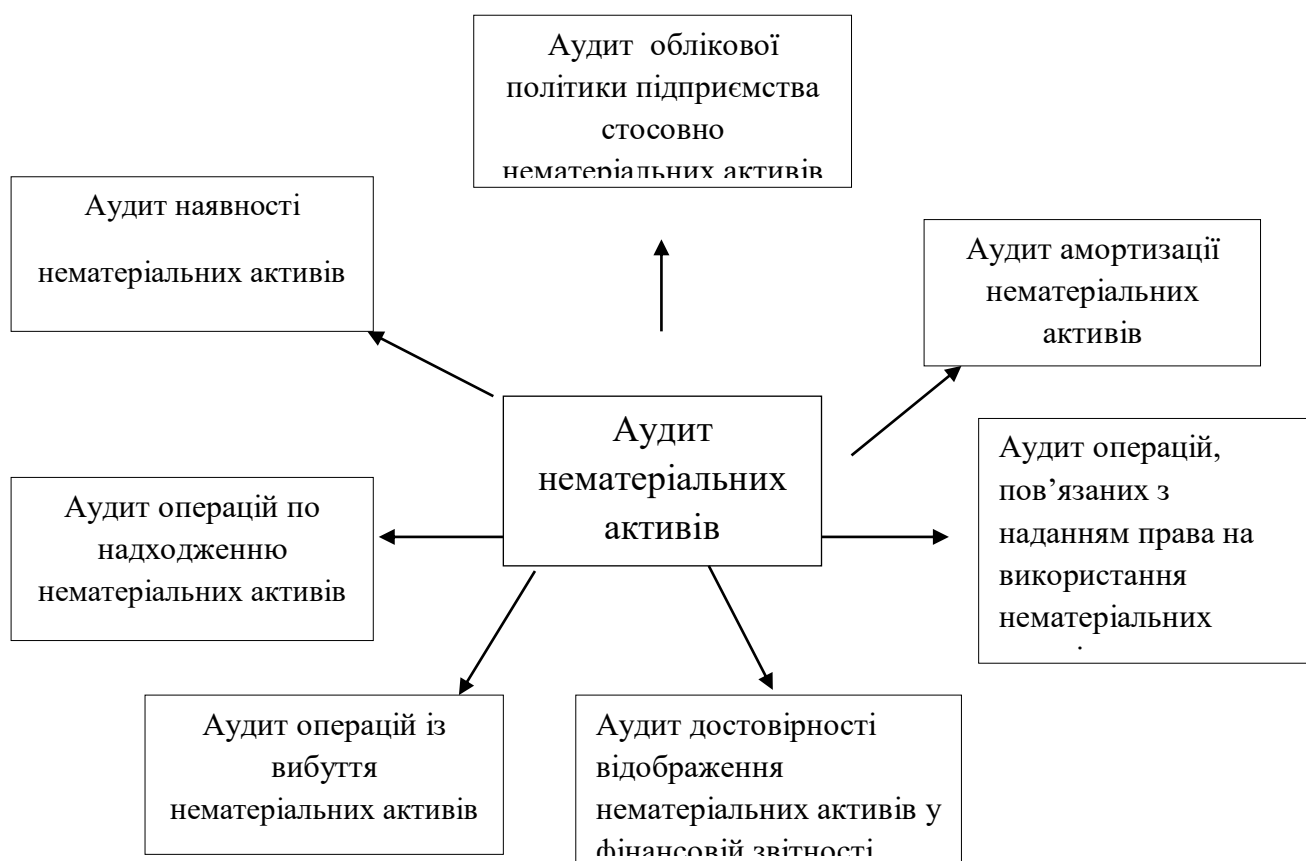 Аудит облікової
політики підприємства
стосовно
нематеріальних активів
Аудит наявності
нематеріальних активів
Аудит амортизації
нематеріальних
активів
Аудит
нематеріальних
активів
Аудит операцій,
пов’язаних з
наданням права на
використання
нематеріальних
Аудит операцій по
надходженню
нематеріальних активів
Аудит операцій із
вибуття
нематеріальних активів
Аудит достовірності
відображення
нематеріальних активів у
фінансовій звітності